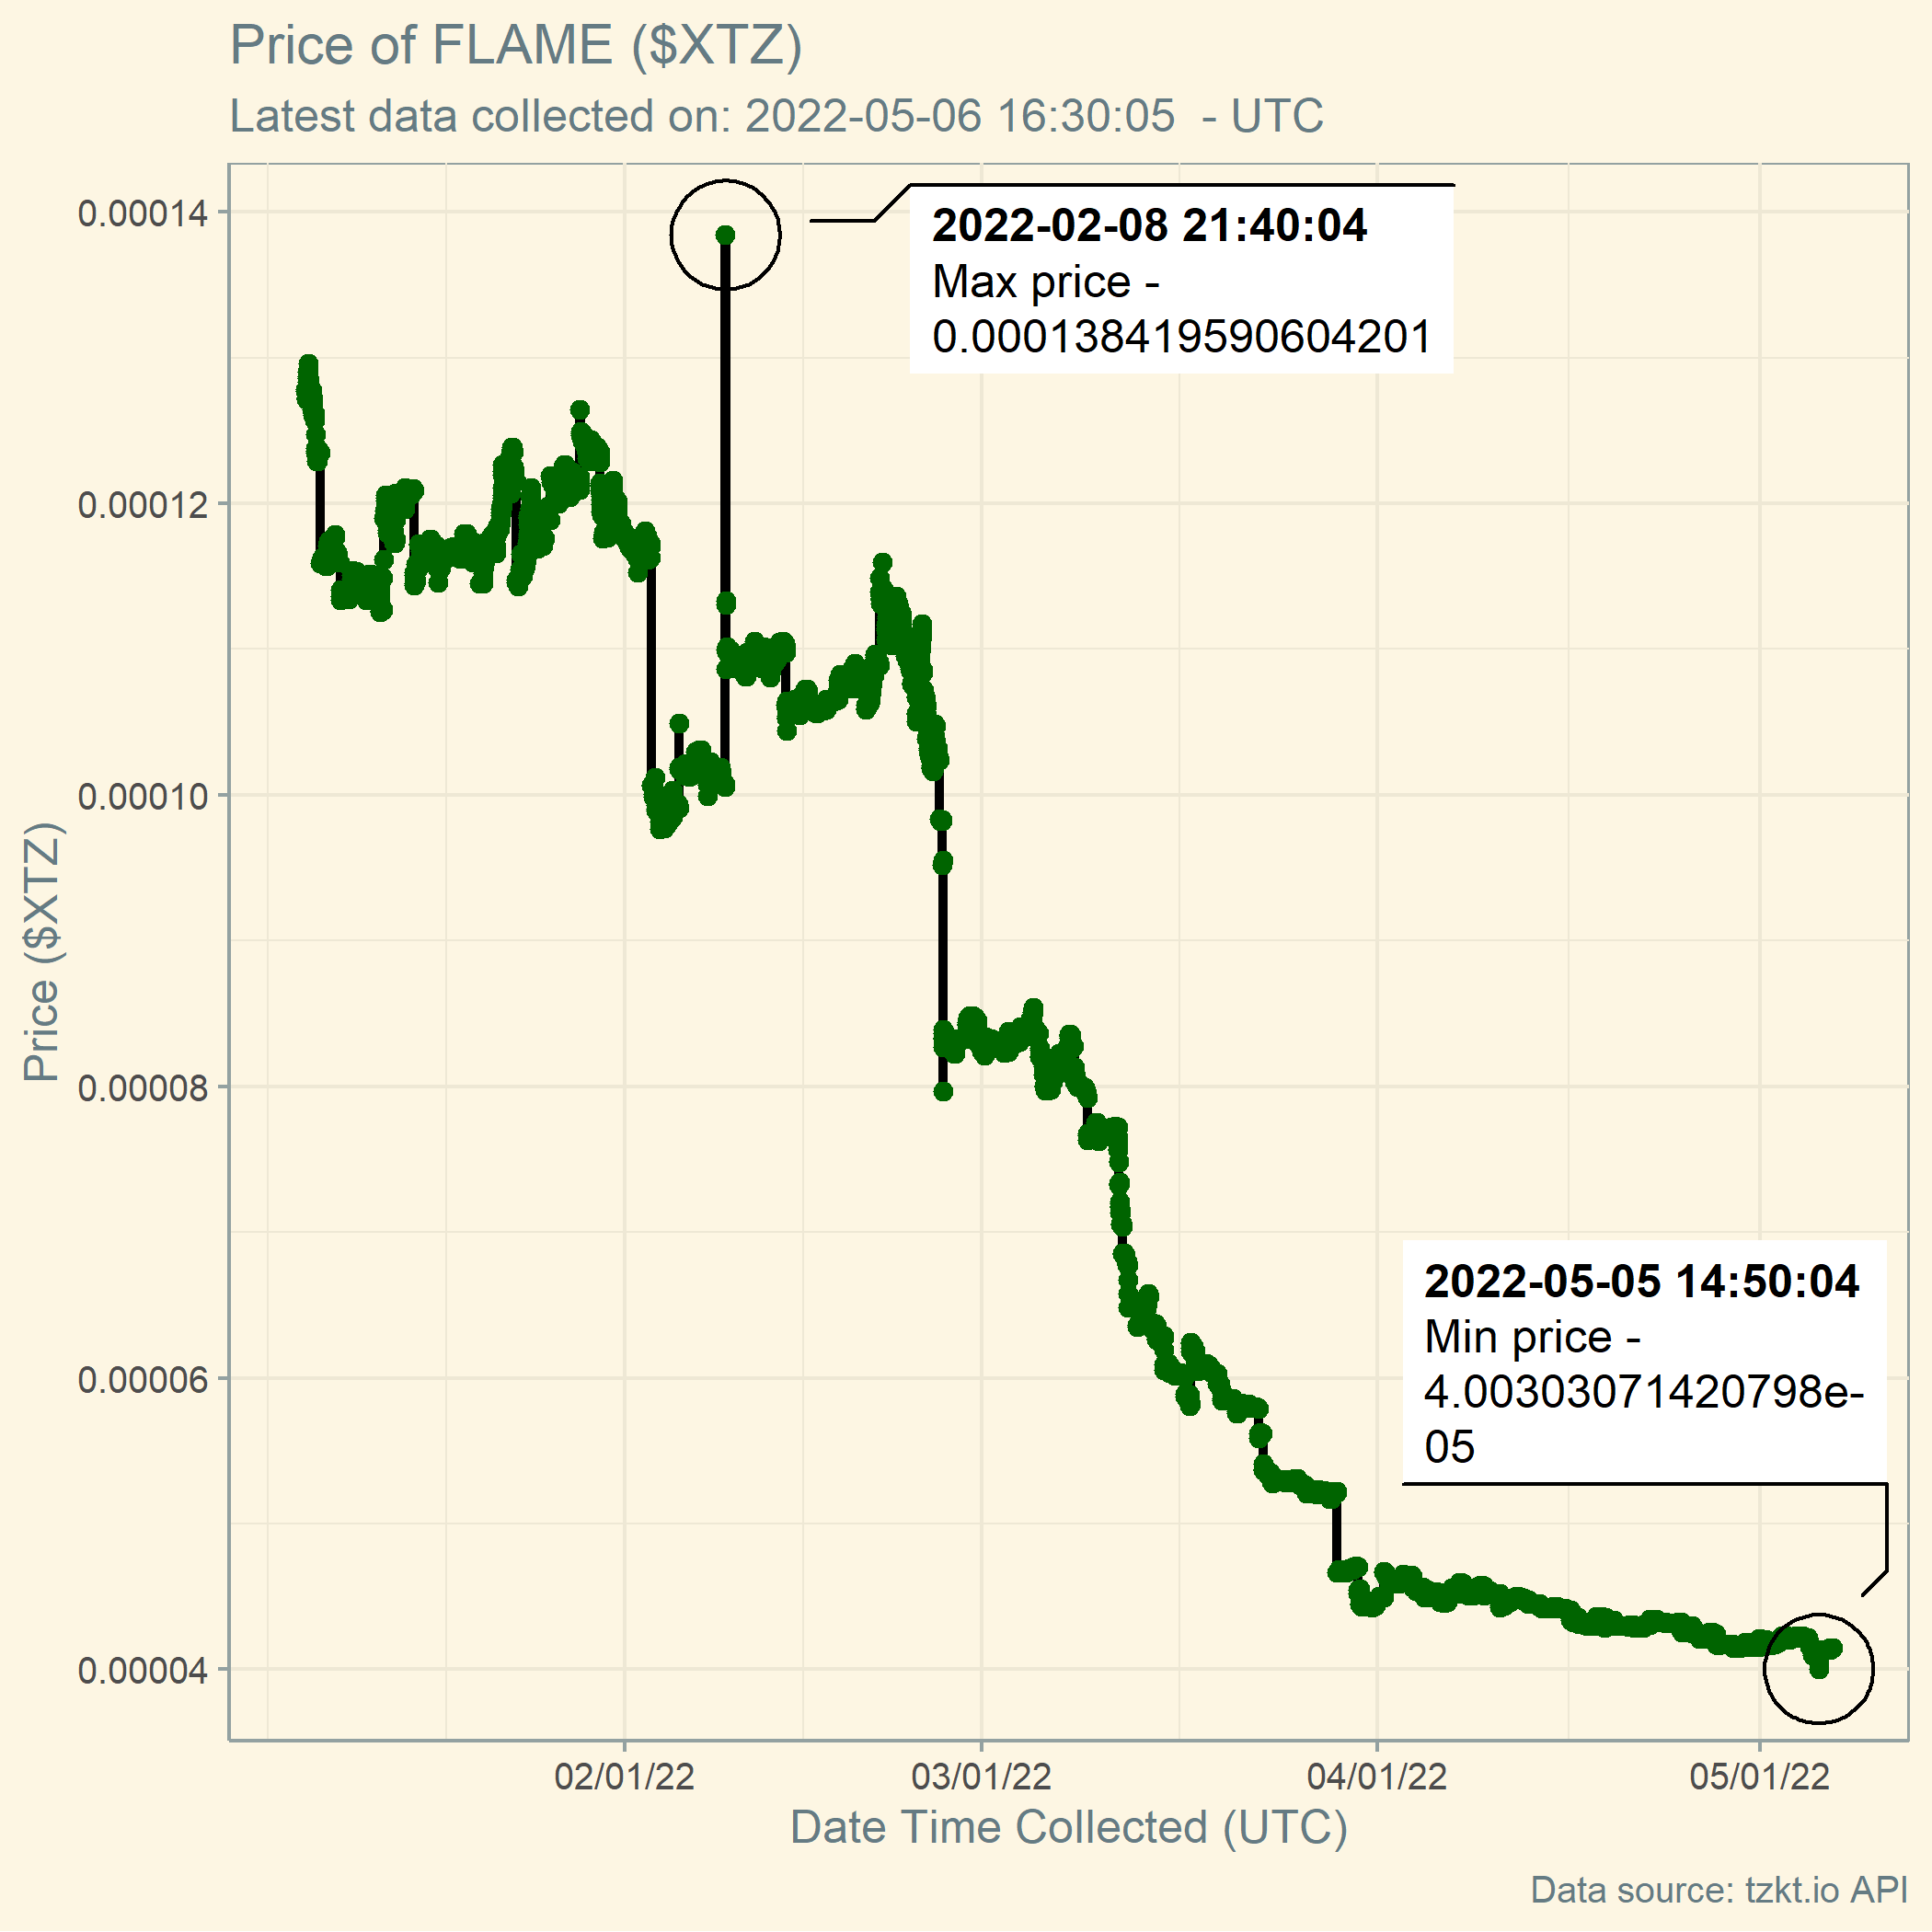 Price of FLAME ($XTZ)
Latest data collected on: 2022-05-06 16:30:05  - UTC
0.00014
0.00012
0.00010
0.00008
0.00006
0.00004
Price ($XTZ)
2022-02-08 21:40:04
Max price -
0.000138419590604201
2022-05-05 14:50:04
Min price -
4.00303071420798e-
05
02/01/22
03/01/22
04/01/22
05/01/22
Date Time Collected (UTC)
Data source: tzkt.io API